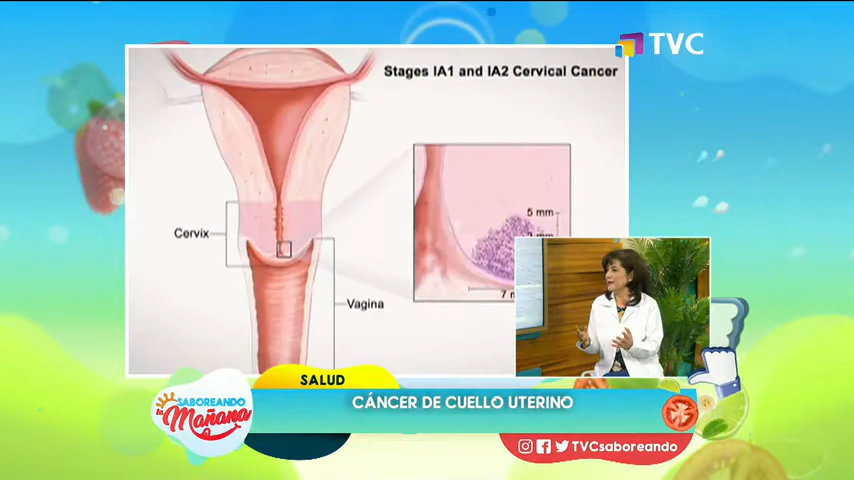 TVC
Stages IA1 and IA2 Cervical Cancer
5 mm
Cervix
Vagina
SALUD
CÁNCER DE CUELLO UTERINO
SABOREANDO
Mañana
TVCsaboreando